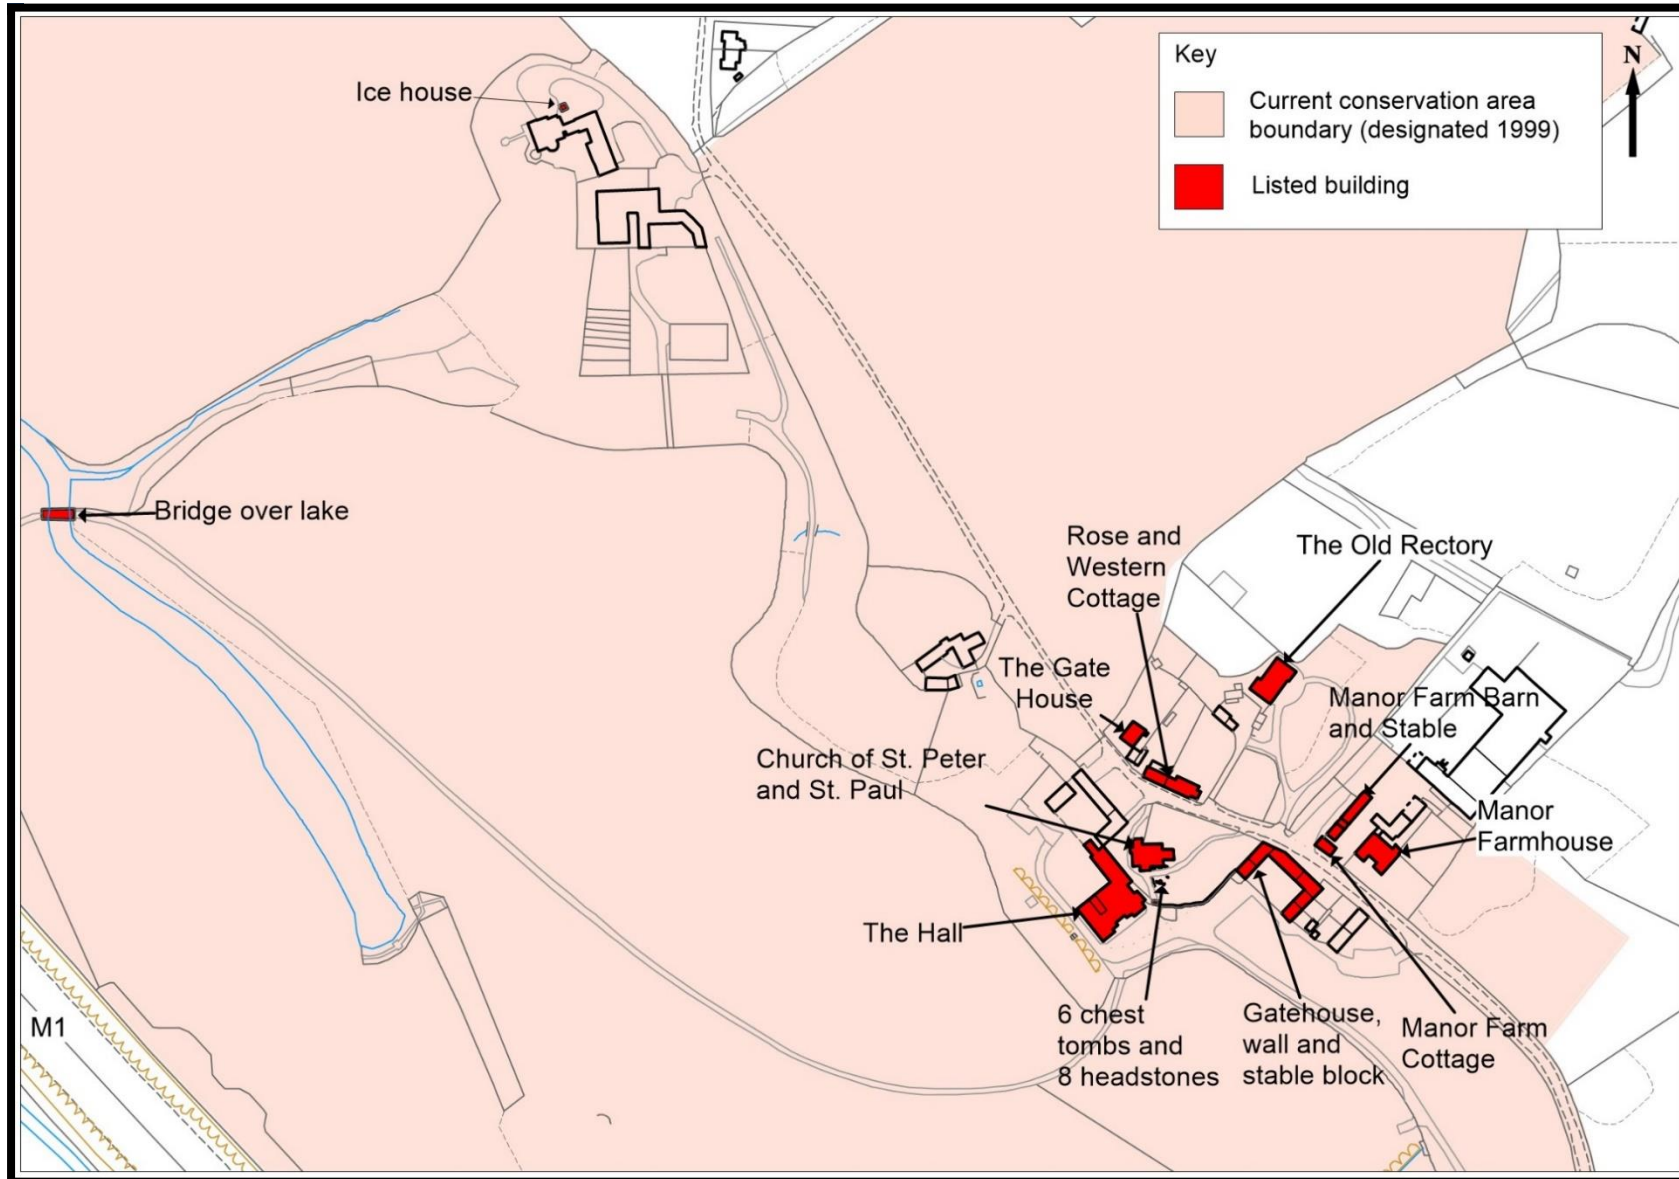 Key
N
Current conservation area
boundary (designated 1999)
Listed building
Ice house
Bridge over lake
Rose and
Western
Cottage
The Old Rectory
The Gate
House
Manor Farm Barn
and Stable
Church of St. Peter
and St. Paul
Manor
Farmhouse
The Hall
6 chest
tombs and
8 headstones
Gatehouse,
wall and
stable block
Manor Farm
Cottage
M1